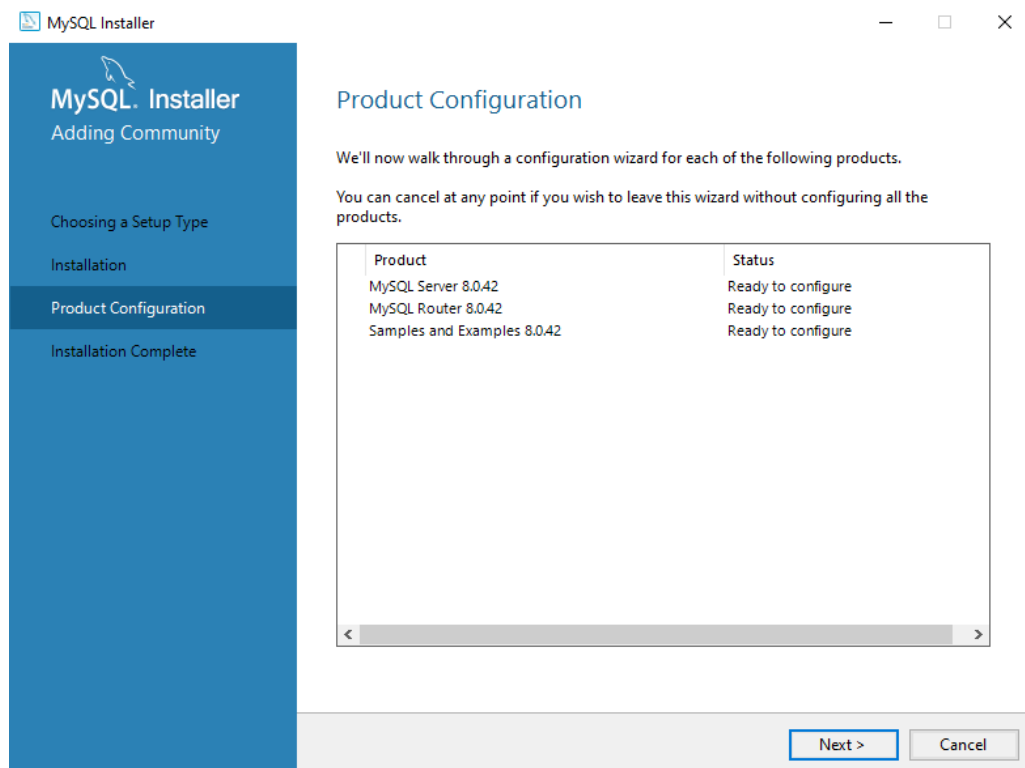 MySQL Installer
MySQL. Installer
Adding Community
Choosing a Setup Type
Installation
Product Configuration
Installation Complete
Product Configuration
We'll now walk through a configuration wizard for each of the following products.
You can cancel at any point if you wish to leave this wizard without configuring all the
products.
Product Status
MySQL Server 8.0.42 Ready to configure
MySQL Router 8.0.42 Ready to configure
Samples and Examples 8.0.42 Ready to configure
Next > Cancel